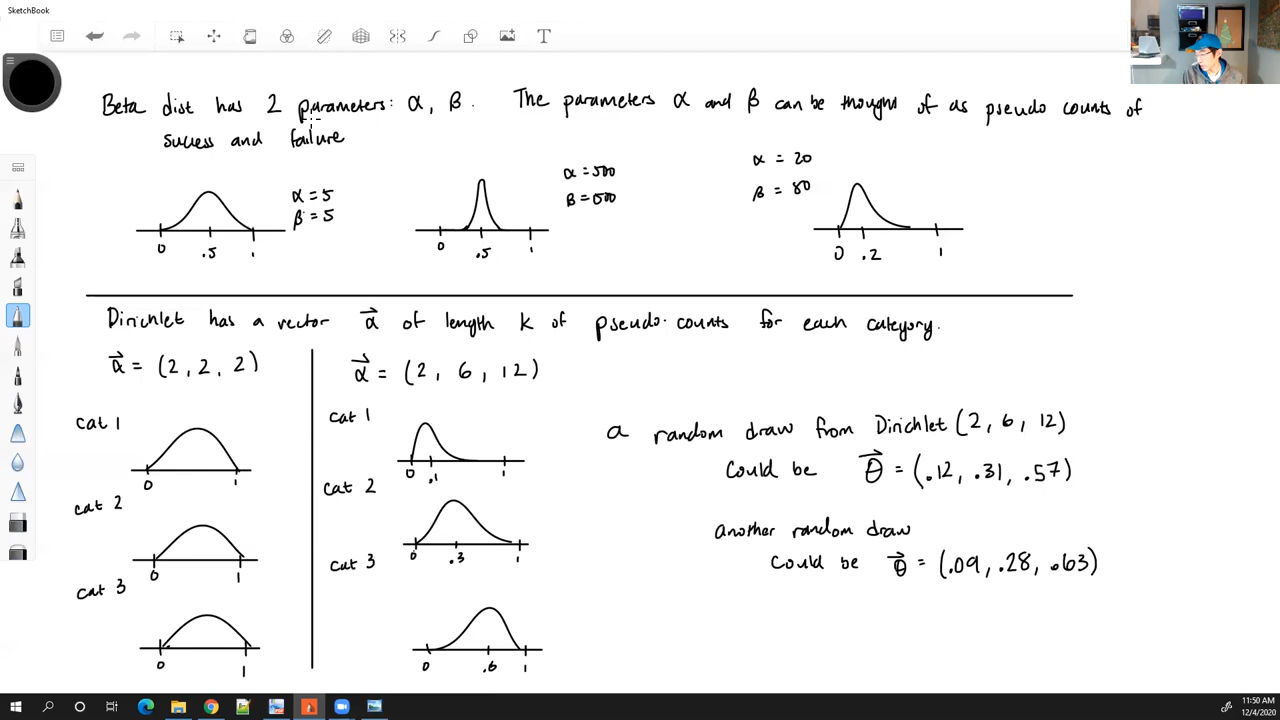 SketchBook
Beta dist has 2 parameters: α, β. The parameters α and β can be thought of as pseudo counts of
success and failure
α = 5
β = 5
0 .5 1
α = 500
β = 500
0 .5 1
α = 20
β = 80
0 .2 1
Dirichlet has a vector α⃗ of length k of pseudo-counts for each category.
α⃗ = (2, 2, 2)
cat 1
0 1
cat 2
0 1
cat 3
0 1
α⃗ = (2, 6, 12)
cat 1
0 .1 1
cat 2
0 .3 1
cat 3
0 .6 1
a random draw from Dirichlet (2, 6, 12)
could be θ⃗ = (.12, .31, .57)
another random draw
could be θ⃗ = (.09, .28, .63)
11:50 AM
12/4/2020